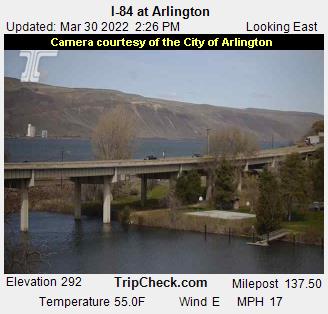 I-84 at Arlington
Updated: Mar 30 2022 2:26 PM Looking East
Camera courtesy of the City of Arlington
Elevation 292 TripCheck.com Milepost 137.50
Temperature 55.0F Wind E MPH 17